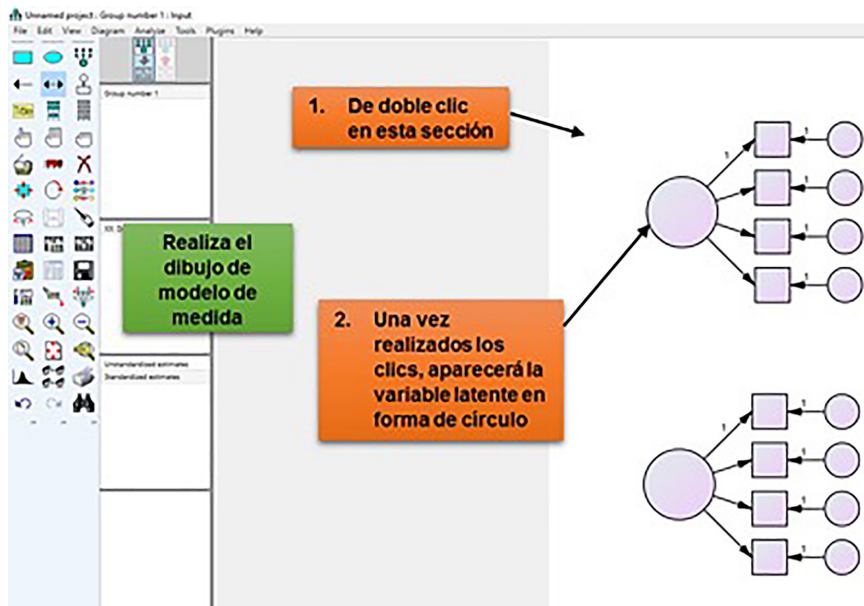 Unnamed project : Group number 1 : Input
File Edit View Diagram Analyze Tools Plugins Help
Group number 1
1. De doble clic
en esta sección
Realiza el
dibujo de
modelo de
medida
2. Una vez
realizados los
clics, aparecerá la
variable latente en
forma de círculo
Unstandardized estimates
Standardized estimates
1
1
1
1
1
1
1
1
1
1